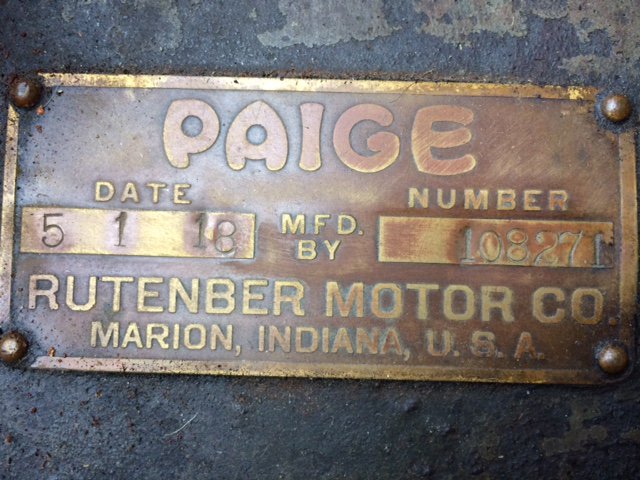 PAIGE
DATE NUMBER
5 1 18 MFD. BY 108271
RUTENBER MOTOR CO.
MARION, INDIANA, U. S. A.